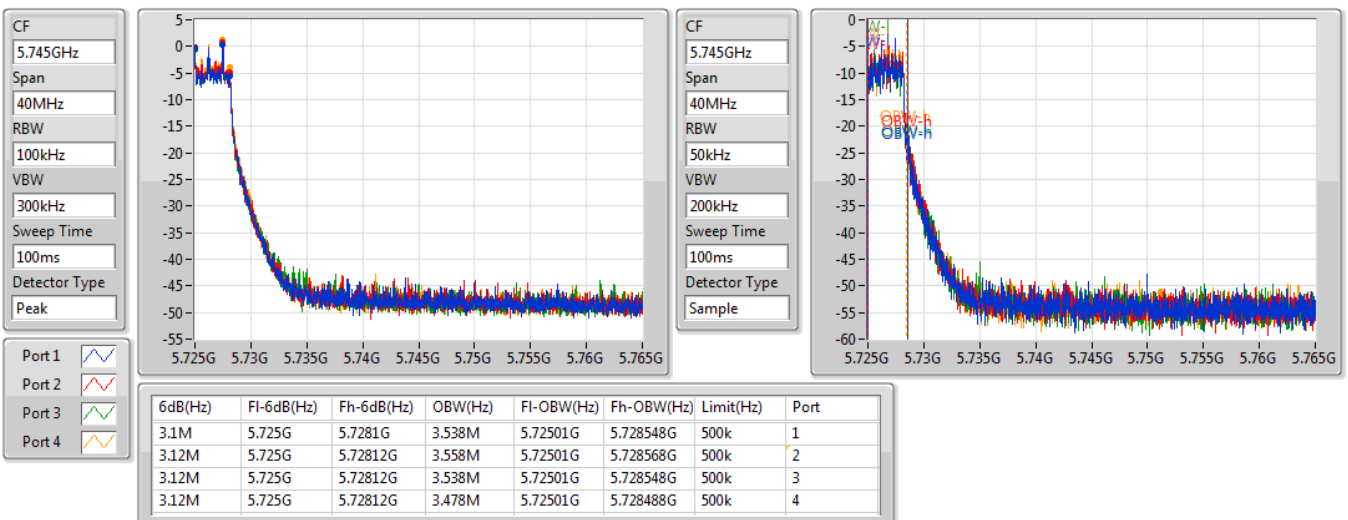 CF
5.745GHz
Span
40MHz
RBW
100kHz
VBW
300kHz
Sweep Time
100ms
Detector Type
Peak
5
0
-5
-10
-15
-20
-25
-30
-35
-40
-45
-50
-55
5.725G 5.73G 5.735G 5.74G 5.745G 5.75G 5.755G 5.76G 5.765G
CF
5.745GHz
Span
40MHz
RBW
50kHz
VBW
200kHz
Sweep Time
100ms
Detector Type
Sample
0
-5
-10
-15
-20
-25
-30
-35
-40
-45
-50
-55
-60
OBW-h
OBW-h
OBW-h
5.725G 5.73G 5.735G 5.74G 5.745G 5.75G 5.755G 5.76G 5.765G
Port 1
Port 2
Port 3
Port 4
6dB(Hz) Fl-6dB(Hz) Fh-6dB(Hz) OBW(Hz) Fl-OBW(Hz) Fh-OBW(Hz) Limit(Hz) Port
3.1M 5.725G 5.7281G 3.538M 5.72501G 5.728548G 500k 1
3.12M 5.725G 5.72812G 3.558M 5.72501G 5.728568G 500k 2
3.12M 5.725G 5.72812G 3.538M 5.72501G 5.728548G 500k 3
3.12M 5.725G 5.72812G 3.478M 5.72501G 5.728488G 500k 4